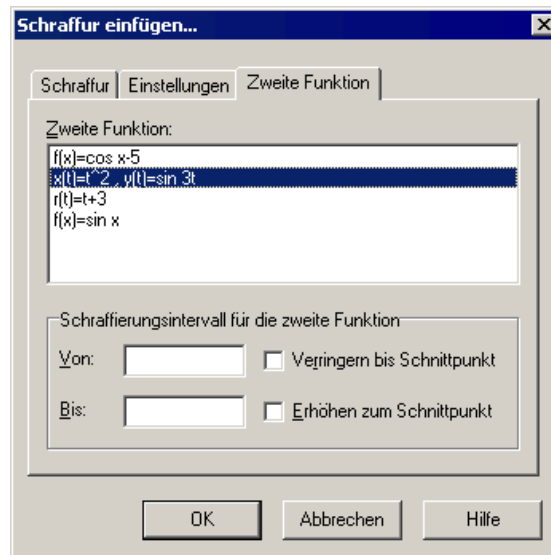 Schraffur einfügen...
Schraffur Einstellungen Zweite Funktion
Zweite Funktion:
f(x)=cos x-5
x(t)=t^2 , y(t)=sin 3t
r(t)=t+3
f(x)=sin x
Schraffierungsintervall für die zweite Funktion
Von: Verringern bis Schnittpunkt
Bis: Erhöhen zum Schnittpunkt
OK Abbrechen Hilfe